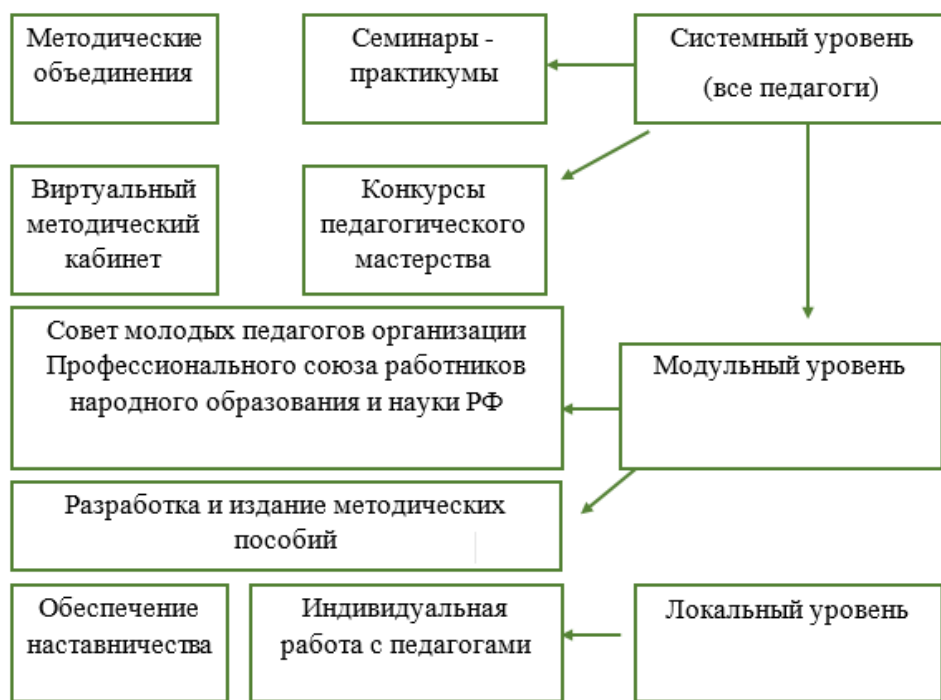 Методические
объединения
Семинары -
практикумы
Системный уровень
(все педагоги)
Виртуальный
методический
кабинет
Конкурсы
педагогического
мастерства
Совет молодых педагогов организации
Профессионального союза работников
народного образования и науки РФ
Модульный уровень
Разработка и издание методических
пособий
Обеспечение
наставничества
Индивидуальная
работа с педагогами
Локальный уровень